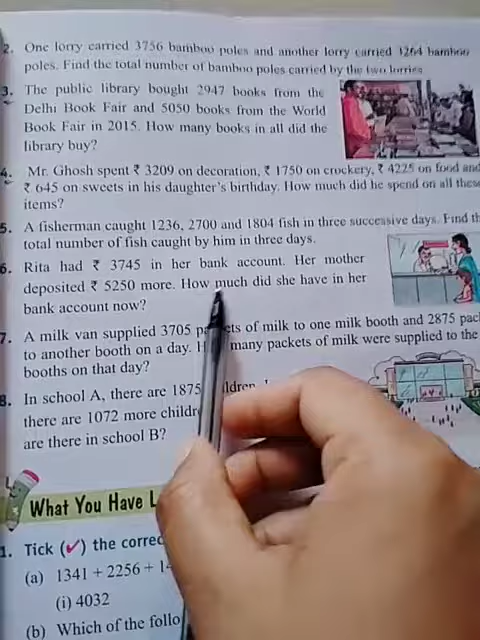 2. One lorry carried 3756 bamboo poles and another lorry carried 1264 bamboo
poles. Find the total number of bamboo poles carried by the two lorries
3. The public library bought 2947 books from the
Delhi Book Fair and 5050 books from the World
Book Fair in 2015. How many books in all did the
library buy?
4. Mr. Ghosh spent ₹ 3209 on decoration, ₹ 1750 on crockery, ₹ 4225 on food and
₹ 645 on sweets in his daughter's birthday. How much did he spend on all these
items?
5. A fisherman caught 1236, 2700 and 1804 fish in three successive days. Find th
total number of fish caught by him in three days.
6. Rita had ₹ 3745 in her bank account. Her mother
deposited ₹ 5250 more. How much did she have in her
bank account now?
7. A milk van supplied 3705 packets of milk to one milk booth and 2875 pac
to another booth on a day. H many packets of milk were supplied to the
booths on that day?
8. In school A, there are 1875 ldren
there are 1072 more childr
are there in school B?
What You Have L
1. Tick (✓) the correc
(a) 1341 + 2256 + 1
(i) 4032
(b) Which of the follo